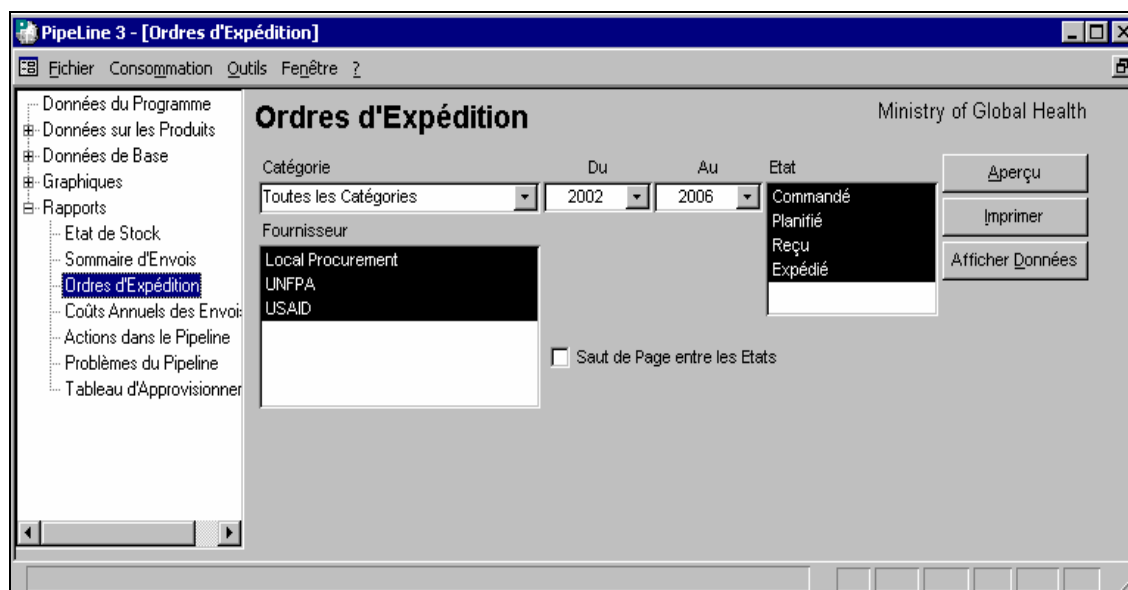 PipeLine 3 - [Ordres d'Expédition]
Fichier Consommation Outils Fenêtre ?
Données du Programme
Données sur les Produits
Données de Base
Graphiques
Rapports
Etat de Stock
Sommaire d'Envois
Ordres d'Expédition
Coûts Annuels des Envois
Actions dans le Pipeline
Problèmes du Pipeline
Tableau d'Approvisionner
Ordres d'Expédition
Ministry of Global Health
Catégorie Du Au Etat
Toutes les Catégories 2002 2006
Commandé
Planifié
Reçu
Expédié
Aperçu
Imprimer
Afficher Données
Fournisseur
Local Procurement
UNFPA
USAID
Saut de Page entre les Etats